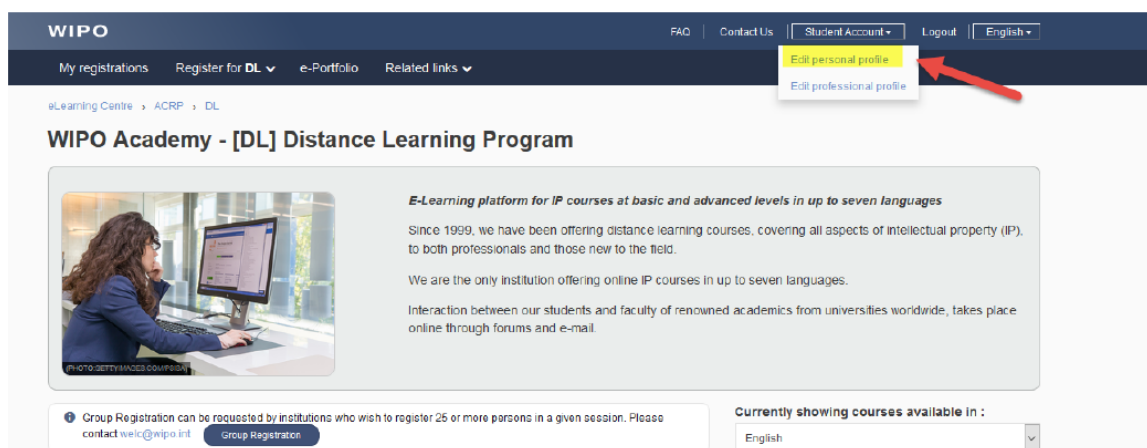 WIPO
FAQ Contact Us Student Account Logout English
My registrations Register for DL e-Portfolio Related links
Edit personal profile
Edit professional profile
eLearning Centre › ACRP › DL
WIPO Academy - [DL] Distance Learning Program
E-Learning platform for IP courses at basic and advanced levels in up to seven languages
Since 1999, we have been offering distance learning courses, covering all aspects of intellectual property (IP),
to both professionals and those new to the field.
We are the only institution offering online IP courses in up to seven languages.
Interaction between our students and faculty of renowned academics from universities worldwide, takes place
online through forums and e-mail.
Group Registration can be requested by institutions who wish to register 25 or more persons in a given session. Please
contact welc@wipo.int Group Registration
Currently showing courses available in :
English